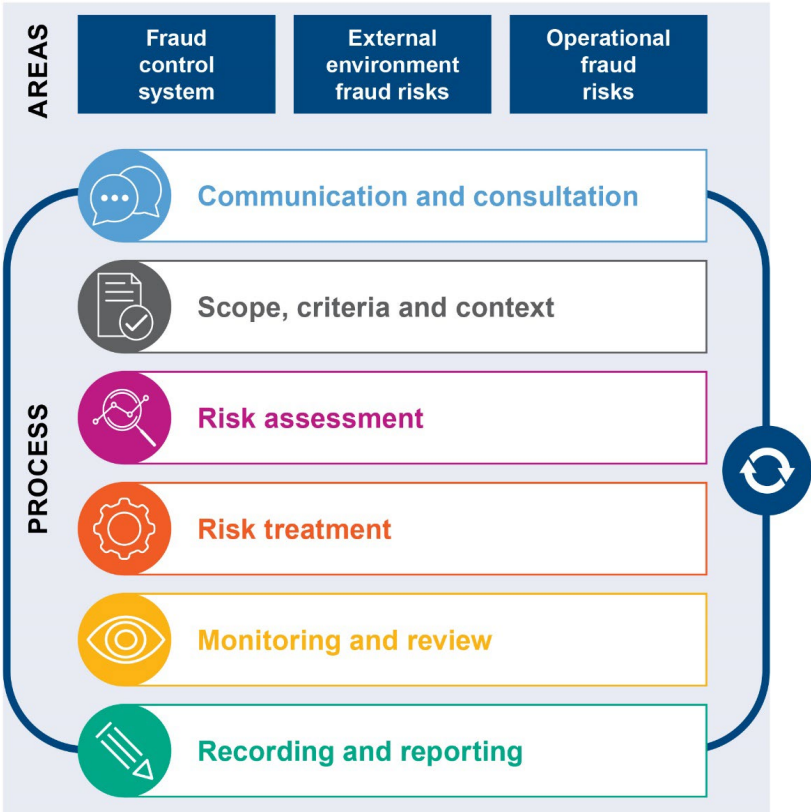 AREAS
Fraud
control
system
External
environment
fraud risks
Operational
fraud
risks
PROCESS
Communication and consultation
Scope, criteria and context
Risk assessment
Risk treatment
Monitoring and review
Recording and reporting